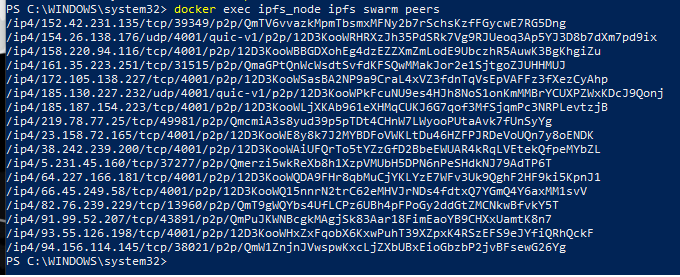 PS C:\WINDOWS\system32> docker exec ipfs_node ipfs swarm peers
/ip4/152.42.231.135/tcp/39349/p2p/QmTV6vvazkMpmTbsmxMFNy2b7rSchsKzfFGycwE7RG5Dng
/ip4/154.26.138.176/udp/4001/quic-v1/p2p/12D3KooWRHRXzJh35PdSRk7Vg9RJUeoq3Ap5YJ3D8b7dXm7pd9ix
/ip4/158.220.94.116/tcp/4001/p2p/12D3KooWBBGDXohEg4dzEZZXmZmLodE9UbczhR5AuwK3BgKhgiZu
/ip4/161.35.223.251/tcp/31515/p2p/QmaGPtQnWcWsdtSvfdKFSQwMMakJor2e1SjtgoZJUHHMUJ
/ip4/172.105.138.227/tcp/4001/p2p/12D3KooWSasBA2NP9a9CraL4xVZ3fdnTqVsEpVAFFz3fXezCyAhp
/ip4/185.130.227.232/udp/4001/quic-v1/p2p/12D3KooWPkFcuNU9es4HJh8NoS1onKmMMBrYCUXPZWxKDcJ9Qonj
/ip4/185.187.154.223/tcp/4001/p2p/12D3KooWLjXKAb961eXHMqCUKJ6G7qof3MfSjqmPc3NRPLevtzjB
/ip4/219.78.77.25/tcp/49981/p2p/QmcmiA3s8yud39p5pTDt4CHnW7LWyooPUtaAvk7fUnSyYg
/ip4/23.158.72.165/tcp/4001/p2p/12D3KooWE8y8k7J2MYBDFoVWKLtDu46HZFPJRDeVoUQn7y8oENDK
/ip4/38.242.239.200/tcp/4001/p2p/12D3KooWAiUFQrTo5tYZzGfD2BbeEWUAR4kRqLVEtekQfpeMYbZL
/ip4/5.231.45.160/tcp/37277/p2p/Qmerzi5wkReXb8h1XzpVMUbH5DPN6nPeSHdkNJ79AdTP6T
/ip4/64.227.166.181/tcp/4001/p2p/12D3KooWQDA9FHr8qbMuCjYKLYzE7WFv3Uk9QghF2HF9ki5KpnJ1
/ip4/66.45.249.58/tcp/4001/p2p/12D3KooWQ15nnrN2trC62eMHVJrNDs4fdtxQ7YGmQ4Y6axMM1svV
/ip4/82.76.239.229/tcp/13960/p2p/QmT9gWQYbs4UfLCPz6UBh4pFPoGy2ddGtZMCNkwBfvkY5T
/ip4/91.99.52.207/tcp/43891/p2p/QmPuJKWNBcgkMAgjSk83Aar18FimEaoYB9CHXxUamtK8n7
/ip4/93.55.126.198/tcp/4001/p2p/12D3KooWHxZxFqobX6KxwPuhT39XZpxK4RSzEFS9eJYfiQRhQckF
/ip4/94.156.114.145/tcp/38021/p2p/QmW1ZnjnJVwspwKxcLjZXbUBxEioGbzbP2jvBFsewG26Yg
PS C:\WINDOWS\system32>